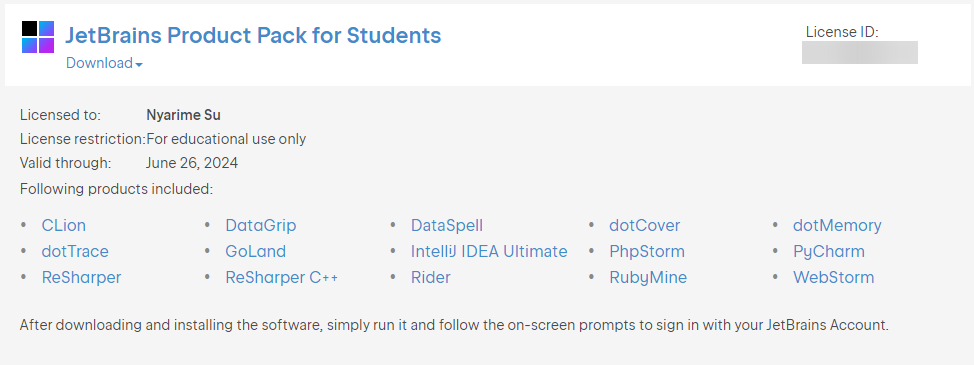 JetBrains Product Pack for Students
License ID:
Download
Licensed to: Nyarime Su
License restriction:For educational use only
Valid through: June 26, 2024
Following products included:
• CLion • DataGrip • DataSpell • dotCover • dotMemory
• dotTrace • GoLand • IntelliJ IDEA Ultimate • PhpStorm • PyCharm
• ReSharper • ReSharper C++ • Rider • RubyMine • WebStorm
After downloading and installing the software, simply run it and follow the on-screen prompts to sign in with your JetBrains Account.